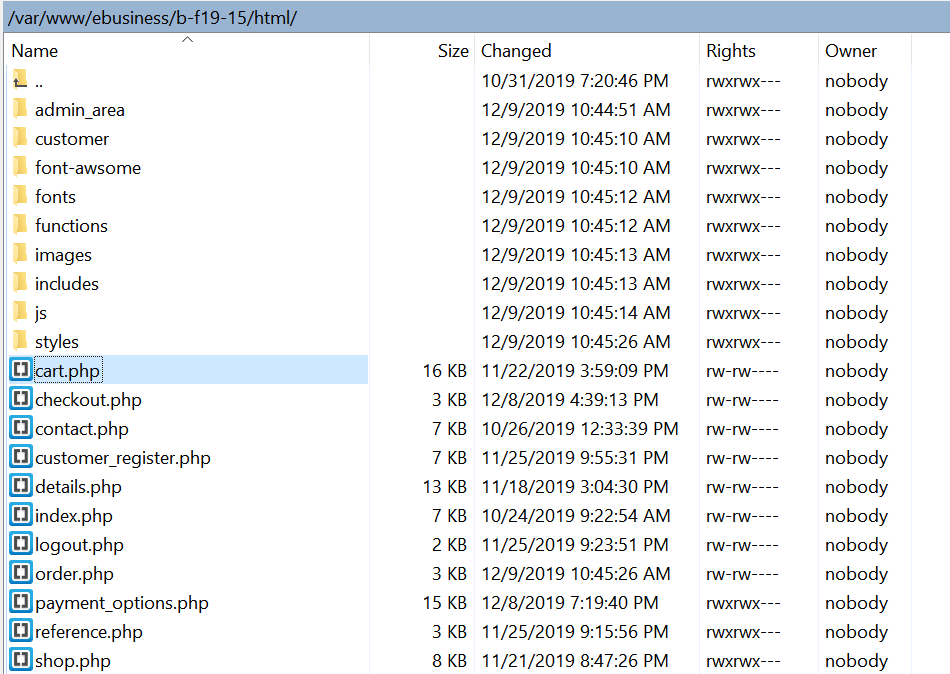 /var/www/ebusiness/b-f19-15/html/
Name Size Changed Rights Owner
.. 10/31/2019 7:20:46 PM rwxrwx--- nobody
admin_area 12/9/2019 10:44:51 AM rwxrwx--- nobody
customer 12/9/2019 10:45:10 AM rwxrwx--- nobody
font-awsome 12/9/2019 10:45:10 AM rwxrwx--- nobody
fonts 12/9/2019 10:45:12 AM rwxrwx--- nobody
functions 12/9/2019 10:45:12 AM rwxrwx--- nobody
images 12/9/2019 10:45:13 AM rwxrwx--- nobody
includes 12/9/2019 10:45:13 AM rwxrwx--- nobody
js 12/9/2019 10:45:14 AM rwxrwx--- nobody
styles 12/9/2019 10:45:26 AM rwxrwx--- nobody
cart.php 16 KB 11/22/2019 3:59:09 PM rw-rw---- nobody
checkout.php 3 KB 12/8/2019 4:39:13 PM rw-rw---- nobody
contact.php 7 KB 10/26/2019 12:33:39 PM rw-rw---- nobody
customer_register.php 7 KB 11/25/2019 9:55:31 PM rw-rw---- nobody
details.php 13 KB 11/18/2019 3:04:30 PM rw-rw---- nobody
index.php 7 KB 10/24/2019 9:22:54 AM rw-rw---- nobody
logout.php 2 KB 11/25/2019 9:23:51 PM rw-rw---- nobody
order.php 3 KB 12/9/2019 10:45:26 AM rw-rw---- nobody
payment_options.php 15 KB 12/8/2019 7:19:40 PM rwxrwx--- nobody
reference.php 3 KB 11/25/2019 9:15:56 PM rwxrwx--- nobody
shop.php 8 KB 11/21/2019 8:47:26 PM rwxrwx--- nobody